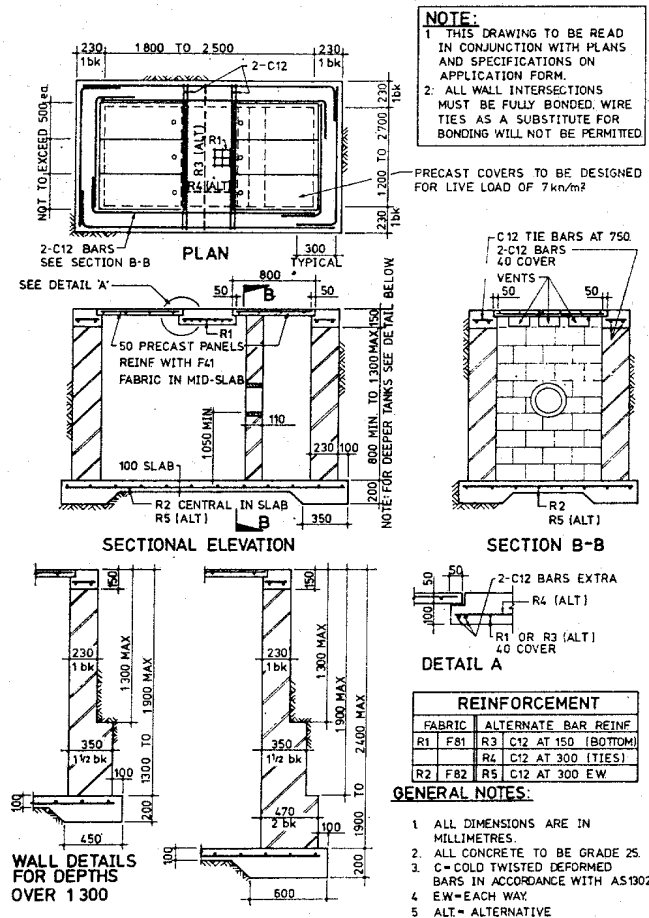 230
1800 TO 2500
230
1 bk
1 bk
2-C12
NOT TO EXCEED 500 ea.
R1
R3 (ALT)
R4 (ALT)
230
1bk
1200 TO 2700
230
1 bk
2-C12 BARS
SEE SECTION B-B
PLAN
300
TYPICAL
NOTE:
1 THIS DRAWING TO BE READ
IN CONJUNCTION WITH PLANS
AND SPECIFICATIONS ON
APPLICATION FORM.
2. ALL WALL INTERSECTIONS
MUST BE FULLY BONDED. WIRE
TIES AS A SUBSTITUTE FOR
BONDING WILL NOT BE PERMITTED
PRECAST COVERS TO BE DESIGNED
FOR LIVE LOAD OF 7kn/m²
SEE DETAIL 'A'
800
50
B
50
R1
50 PRECAST PANELS
REINF WITH F41
FABRIC IN MID-SLAB
1050 MIN.
110
230
100
100 SLAB
R2 CENTRAL IN SLAB
R5 (ALT)
B
350
150
800 MIN. TO 1300 MAX
200
NOTE: FOR DEEPER TANKS SEE DETAIL BELOW
SECTIONAL ELEVATION
C12 TIE BARS AT 750.
2-C12 BARS
40 COVER
VENTS
50
50
R2
R5 (ALT)
SECTION B-B
150
230
1 bk
1300 MAX
1300 TO 1900 MAX
350
1½ bk
100
100
200
450
WALL DETAILS
FOR DEPTHS
OVER 1300
150
230
1 bk
1300 MAX
1900 MAX
350
1½ bk
1900 TO 2400 MAX
470
2 bk
100
100
200
600
50
50
100
2-C12 BARS EXTRA
R4 (ALT)
R1 OR R3 (ALT)
40 COVER
DETAIL A
REINFORCEMENT
FABRIC ALTERNATE BAR REINF
R1 F81 R3 C12 AT 150 (BOTTOM)
R4 C12 AT 300 (TIES)
R2 F82 R5 C12 AT 300 EW
GENERAL NOTES:
1. ALL DIMENSIONS ARE IN
MILLIMETRES.
2. ALL CONCRETE TO BE GRADE 25.
3. C= COLD TWISTED DEFORMED
BARS IN ACCORDANCE WITH AS1302
4 EW=EACH WAY.
5 ALT.= ALTERNATIVE